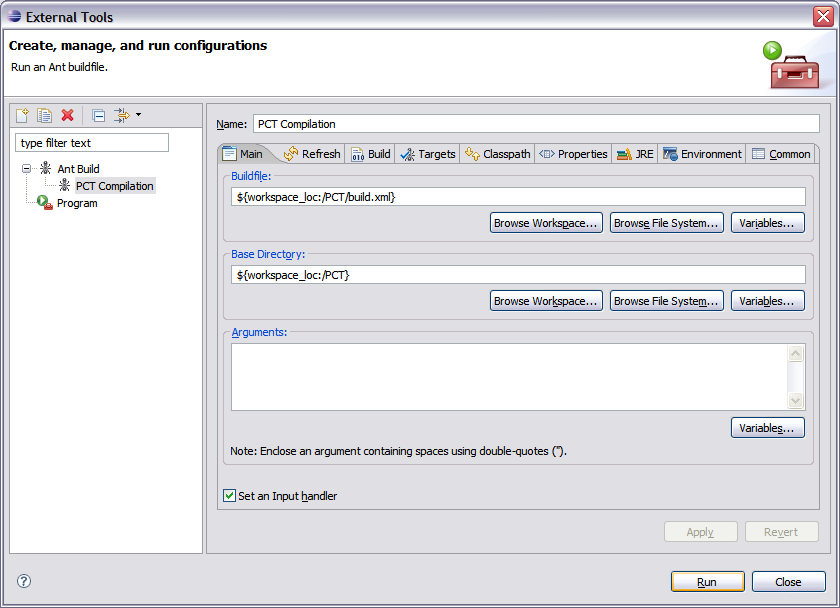 External Tools
Create, manage, and run configurations
Run an Ant buildfile.
type filter text
Ant Build
PCT Compilation
Program
Name: PCT Compilation
Main Refresh Build Targets Classpath Properties JRE Environment Common
Buildfile:
${workspace_loc:/PCT/build.xml}
Browse Workspace... Browse File System... Variables...
Base Directory:
${workspace_loc:/PCT}
Browse Workspace... Browse File System... Variables...
Arguments:
Variables...
Note: Enclose an argument containing spaces using double-quotes (").
Set an Input handler
Apply Revert
? Run Close